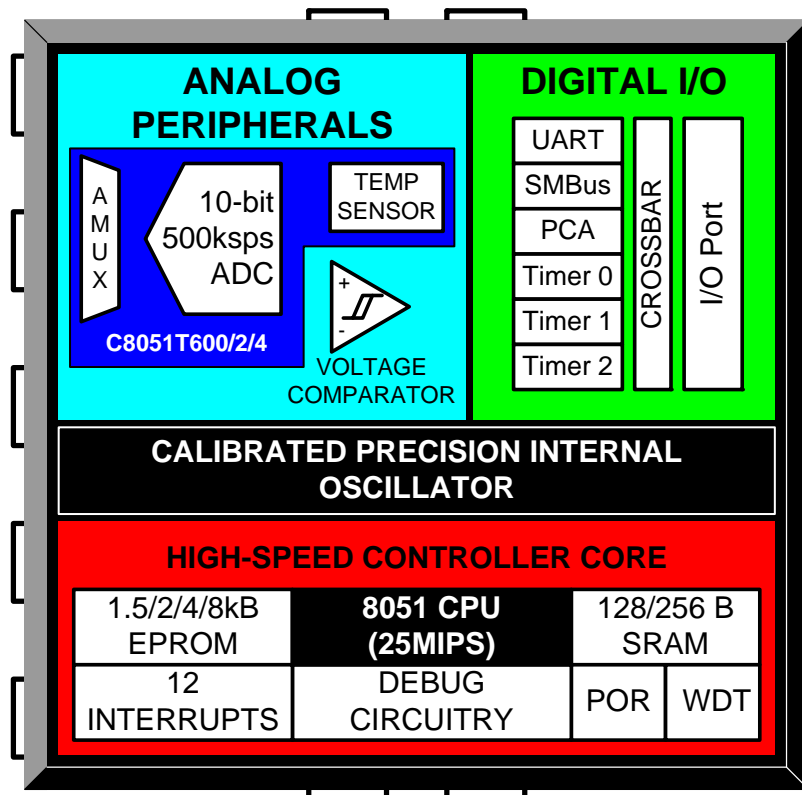 ANALOG
PERIPHERALS
A
M
U
X
10-bit
500ksps
ADC
TEMP
SENSOR
C8051T600/2/4
+
-
VOLTAGE
COMPARATOR
DIGITAL I/O
UART
SMBus
PCA
Timer 0
Timer 1
Timer 2
CROSSBAR
I/O Port
CALIBRATED PRECISION INTERNAL
OSCILLATOR
HIGH-SPEED CONTROLLER CORE
1.5/2/4/8kB
EPROM
8051 CPU
(25MIPS)
128/256 B
SRAM
12
INTERRUPTS
DEBUG
CIRCUITRY
POR
WDT